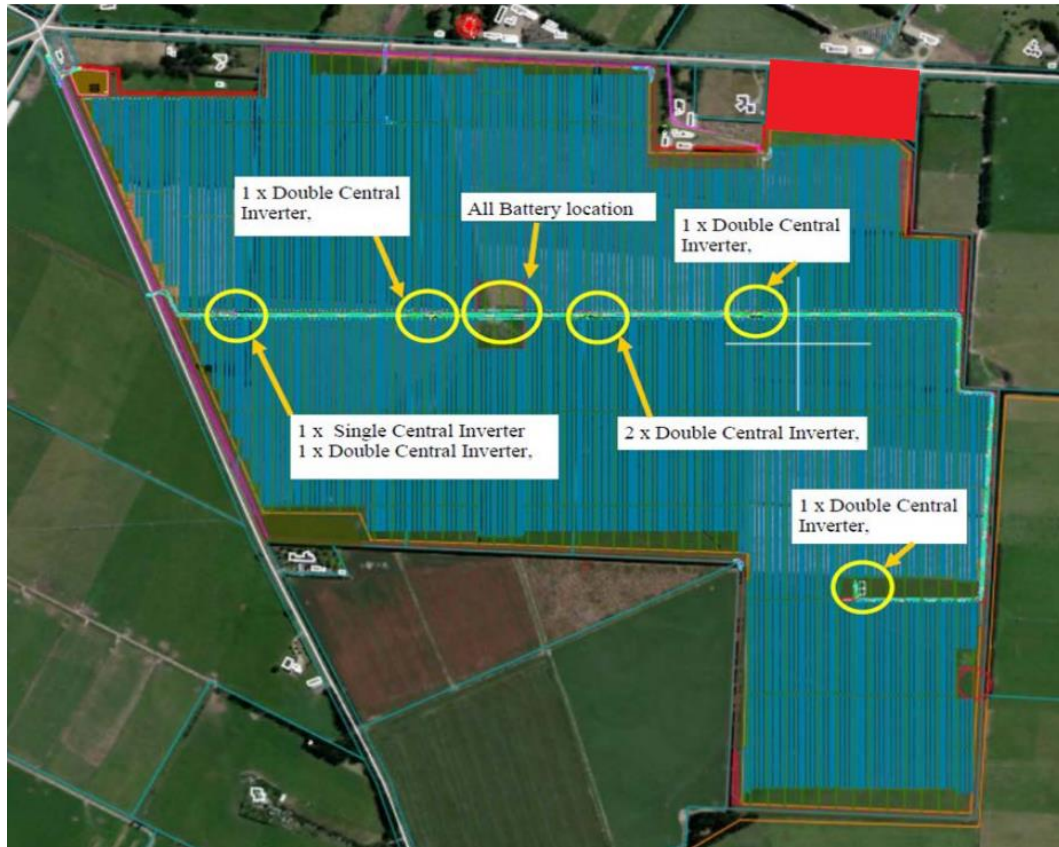 1 x Double Central
Inverter,
All Battery location
1 x Double Central
Inverter,
1 x Single Central Inverter
1 x Double Central Inverter,
2 x Double Central Inverter,
1 x Double Central
Inverter,